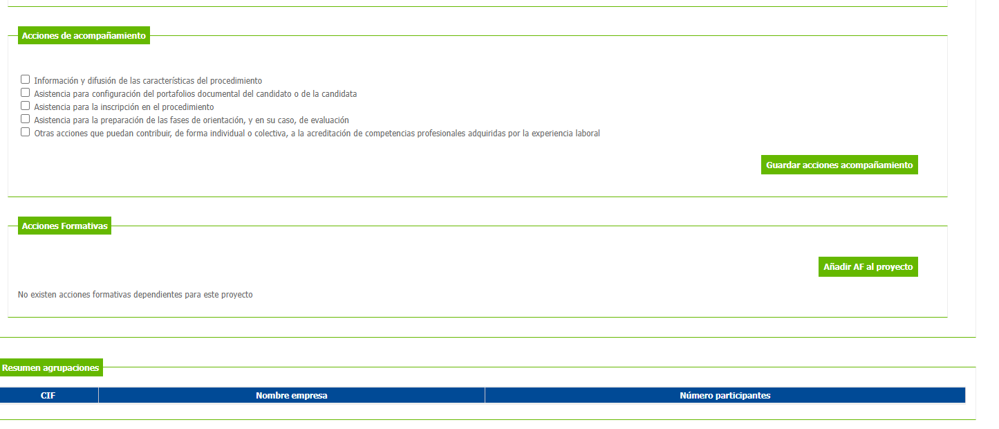 Acciones de acompañamiento
Información y difusión de las características del procedimiento
Asistencia para configuración del portafolios documental del candidato o de la candidata
Asistencia para la inscripción en el procedimiento
Asistencia para la preparación de las fases de orientación, y en su caso, de evaluación
Otras acciones que puedan contribuir, de forma individual o colectiva, a la acreditación de competencias profesionales adquiridas por la experiencia laboral
Guardar acciones acompañamiento
Acciones Formativas
Añadir AF al proyecto
No existen acciones formativas dependientes para este proyecto
Resumen agrupaciones
CIF Nombre empresa Número participantes